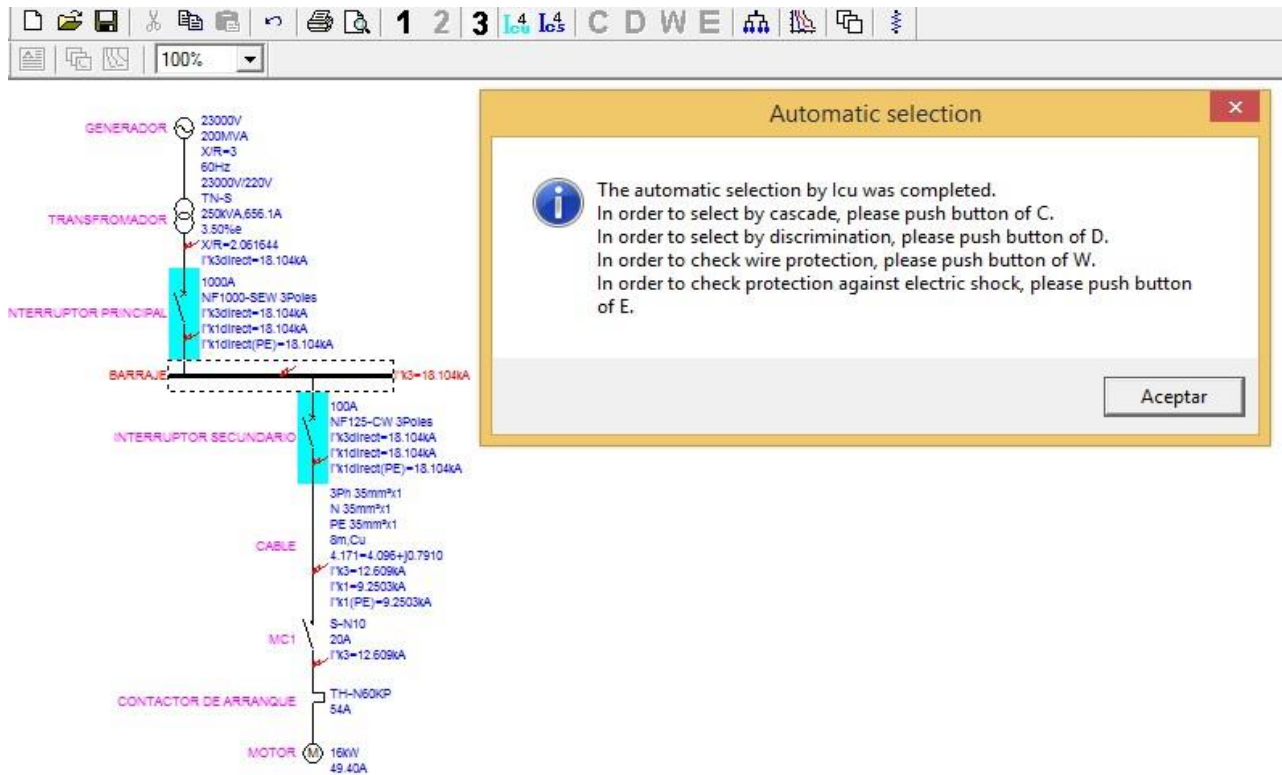 1 2 3 Icu Ics C D W E
100%
Automatic selection
The automatic selection by Icu was completed.
In order to select by cascade, please push button of C.
In order to select by discrimination, please push button of D.
In order to check wire protection, please push button of W.
In order to check protection against electric shock, please push button
of E.
Aceptar
GENERADOR
23000V
200MVA
X/R=3
60Hz
23000V/220V
TRANSFROMADOR
TN-S
250kVA,656.1A
3.50%e
X/R=2.061644
I"k3direct=18.104kA
NTERRUPTOR PRINCIPAL
1000A
NF1000-SEW 3Poles
I"k3direct=18.104kA
I"k1direct=18.104kA
I"k1direct(PE)=18.104kA
BARRAJE
I"k3=18.104kA
INTERRUPTOR SECUNDARIO
100A
NF125-CW 3Poles
I"k3direct=18.104kA
I"k1direct=18.104kA
I"k1direct(PE)=18.104kA
CABLE
3Ph 35mm²x1
N 35mm²x1
PE 35mm²x1
8m,Cu
4.171=4.096+j0.7910
I"k3=12.609kA
I"k1=9.2503kA
I"k1(PE)=9.2503kA
MC1
S-N10
20A
I"k3=12.609kA
CONTACTOR DE ARRANQUE
TH-N60KP
54A
MOTOR
M
16kW
49.40A